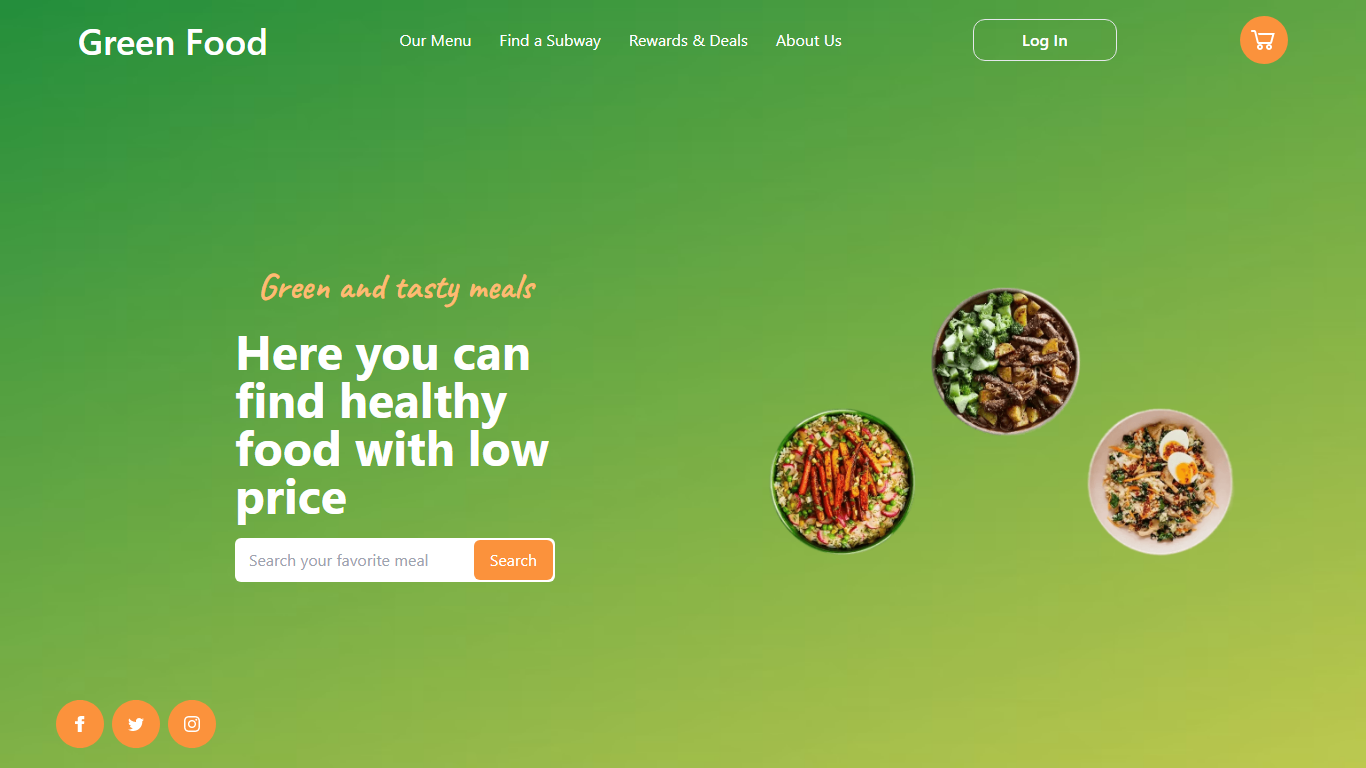 Green Food
Our Menu
Find a Subway
Rewards & Deals
About Us
Log In
Green and tasty meals
Here you can
find healthy
food with low
price
Search your favorite meal
Search